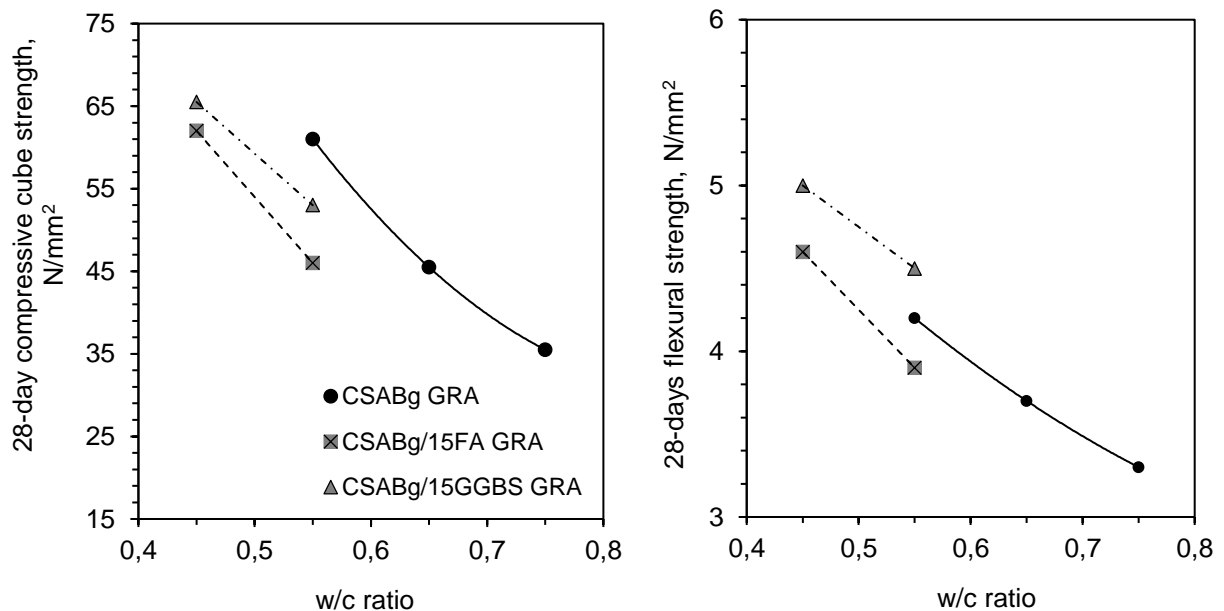 28-day compressive cube strength,
N/mm²
75
65
55
45
35
25
15
0,4
0,5
0,6
0,7
0,8
w/c ratio
CSABg GRA
CSABg/15FA GRA
CSABg/15GGBS GRA
28-days flexural strength, N/mm²
6
5
4
3
0,4
0,5
0,6
0,7
0,8
w/c ratio